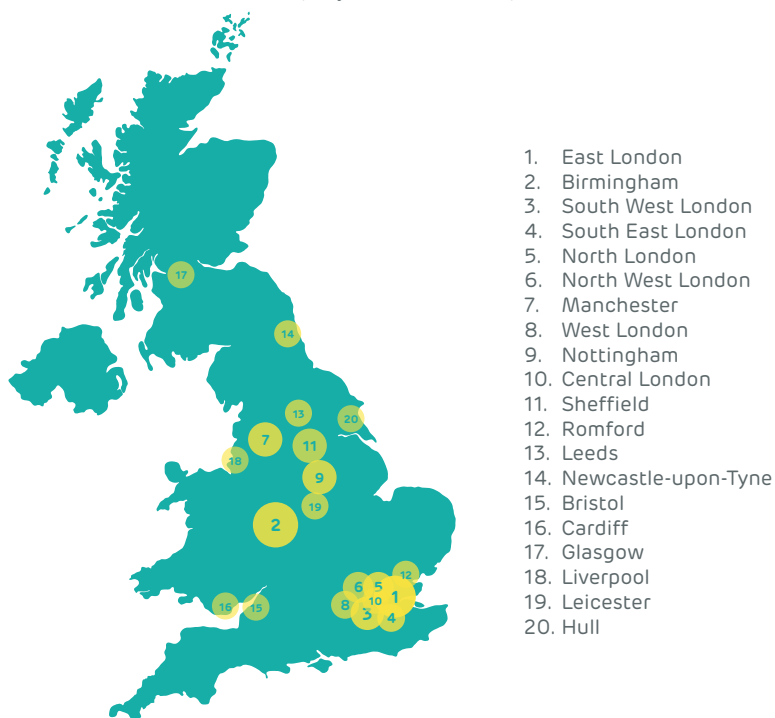 17
14
13
20
7
11
18
9
19
2
12
6
5
1
10
8
3
4
16
15
1. East London
2. Birmingham
3. South West London
4. South East London
5. North London
6. North West London
7. Manchester
8. West London
9. Nottingham
10. Central London
11. Sheffield
12. Romford
13. Leeds
14. Newcastle-upon-Tyne
15. Bristol
16. Cardiff
17. Glasgow
18. Liverpool
19. Leicester
20. Hull